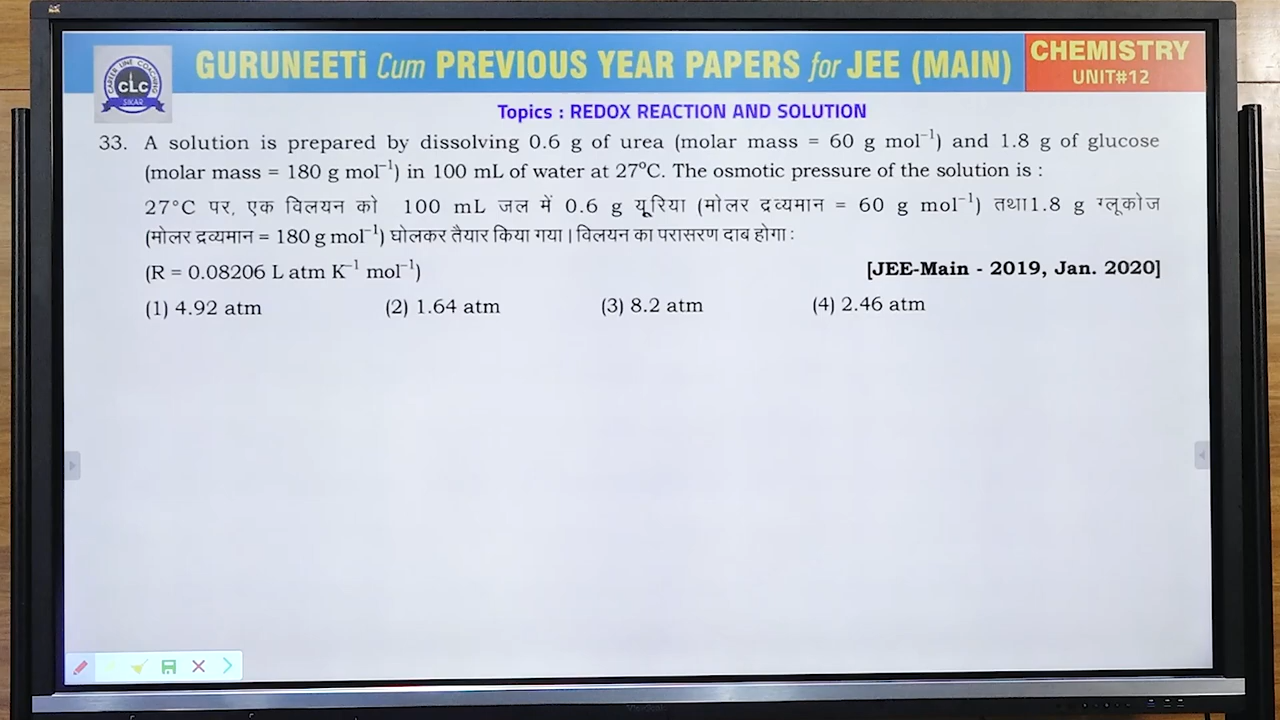 GURUNEETi Cum PREVIOUS YEAR PAPERS for JEE (MAIN)
CHEMISTRY
UNIT#12
CAREER LINE COACHING
CLC
SIKAR
Topics : REDOX REACTION AND SOLUTION
33. A solution is prepared by dissolving 0.6 g of urea (molar mass = 60 g mol⁻¹) and 1.8 g of glucose
(molar mass = 180 g mol⁻¹) in 100 mL of water at 27°C. The osmotic pressure of the solution is :
27°C पर, एक विलयन को 100 mL जल में 0.6 g यूरिया (मोलर द्रव्यमान = 60 g mol⁻¹) तथा1.8 g ग्लूकोज
(मोलर द्रव्यमान = 180 g mol⁻¹) घोलकर तैयार किया गया। विलयन का परासरण दाब होगा :
(R = 0.08206 L atm K⁻¹ mol⁻¹) [JEE-Main - 2019, Jan. 2020]
(1) 4.92 atm (2) 1.64 atm (3) 8.2 atm (4) 2.46 atm